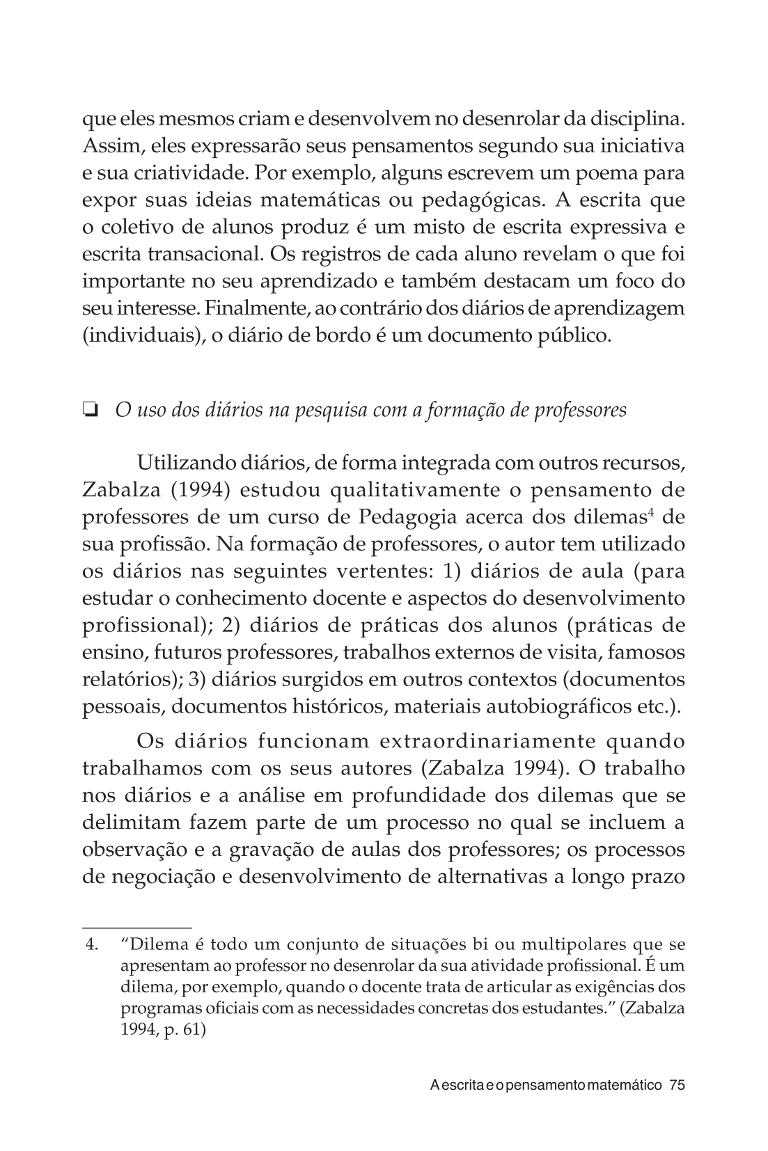 que eles mesmos criam e desenvolvem no desenrolar da disciplina.
Assim, eles expressarão seus pensamentos segundo sua iniciativa
e sua criatividade. Por exemplo, alguns escrevem um poema para
expor suas ideias matemáticas ou pedagógicas. A escrita que
o coletivo de alunos produz é um misto de escrita expressiva e
escrita transacional. Os registros de cada aluno revelam o que foi
importante no seu aprendizado e também destacam um foco do
seu interesse. Finalmente, ao contrário dos diários de aprendizagem
(individuais), o diário de bordo é um documento público.
❏ O uso dos diários na pesquisa com a formação de professores
Utilizando diários, de forma integrada com outros recursos,
Zabalza (1994) estudou qualitativamente o pensamento de
professores de um curso de Pedagogia acerca dos dilemas⁴ de
sua profissão. Na formação de professores, o autor tem utilizado
os diários nas seguintes vertentes: 1) diários de aula (para
estudar o conhecimento docente e aspectos do desenvolvimento
profissional); 2) diários de práticas dos alunos (práticas de
ensino, futuros professores, trabalhos externos de visita, famosos
relatórios); 3) diários surgidos em outros contextos (documentos
pessoais, documentos históricos, materiais autobiográficos etc.).
Os diários funcionam extraordinariamente quando
trabalhamos com os seus autores (Zabalza 1994). O trabalho
nos diários e a análise em profundidade dos dilemas que se
delimitam fazem parte de um processo no qual se incluem a
observação e a gravação de aulas dos professores; os processos
de negociação e desenvolvimento de alternativas a longo prazo
4. “Dilema é todo um conjunto de situações bi ou multipolares que se
apresentam ao professor no desenrolar da sua atividade profissional. É um
dilema, por exemplo, quando o docente trata de articular as exigências dos
programas oficiais com as necessidades concretas dos estudantes.” (Zabalza
1994, p. 61)
A escrita e o pensamento matemático 75